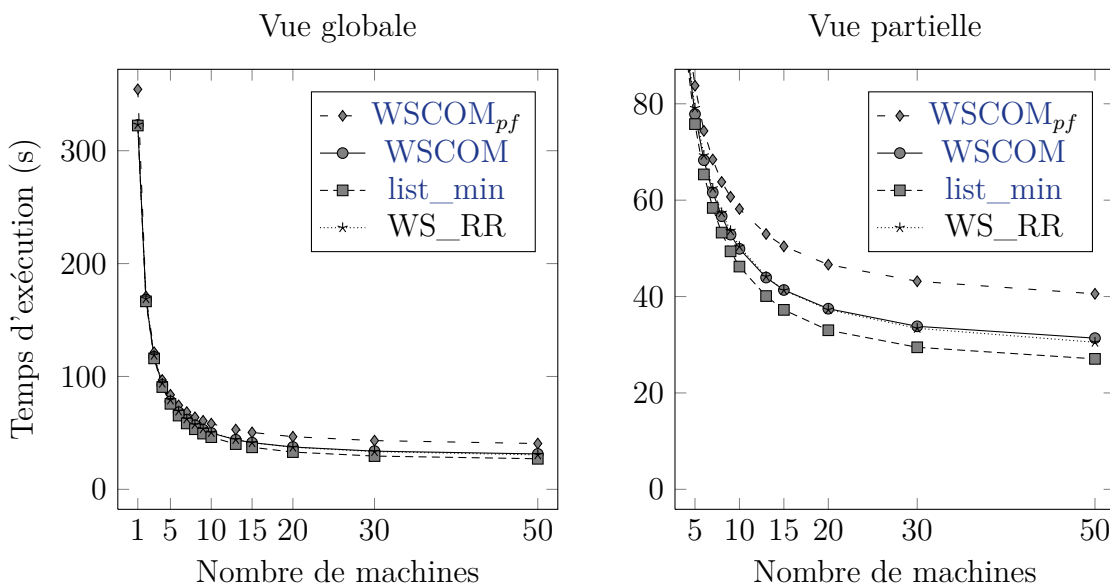 Vue globale
Temps d'exécution (s)
300
200
100
0
WSCOM_pf
WSCOM
list_min
WS_RR
1 5 10 15 20 30 50
Nombre de machines
Vue partielle
80
60
40
20
0
WSCOM_pf
WSCOM
list_min
WS_RR
5 10 15 20 30 50
Nombre de machines